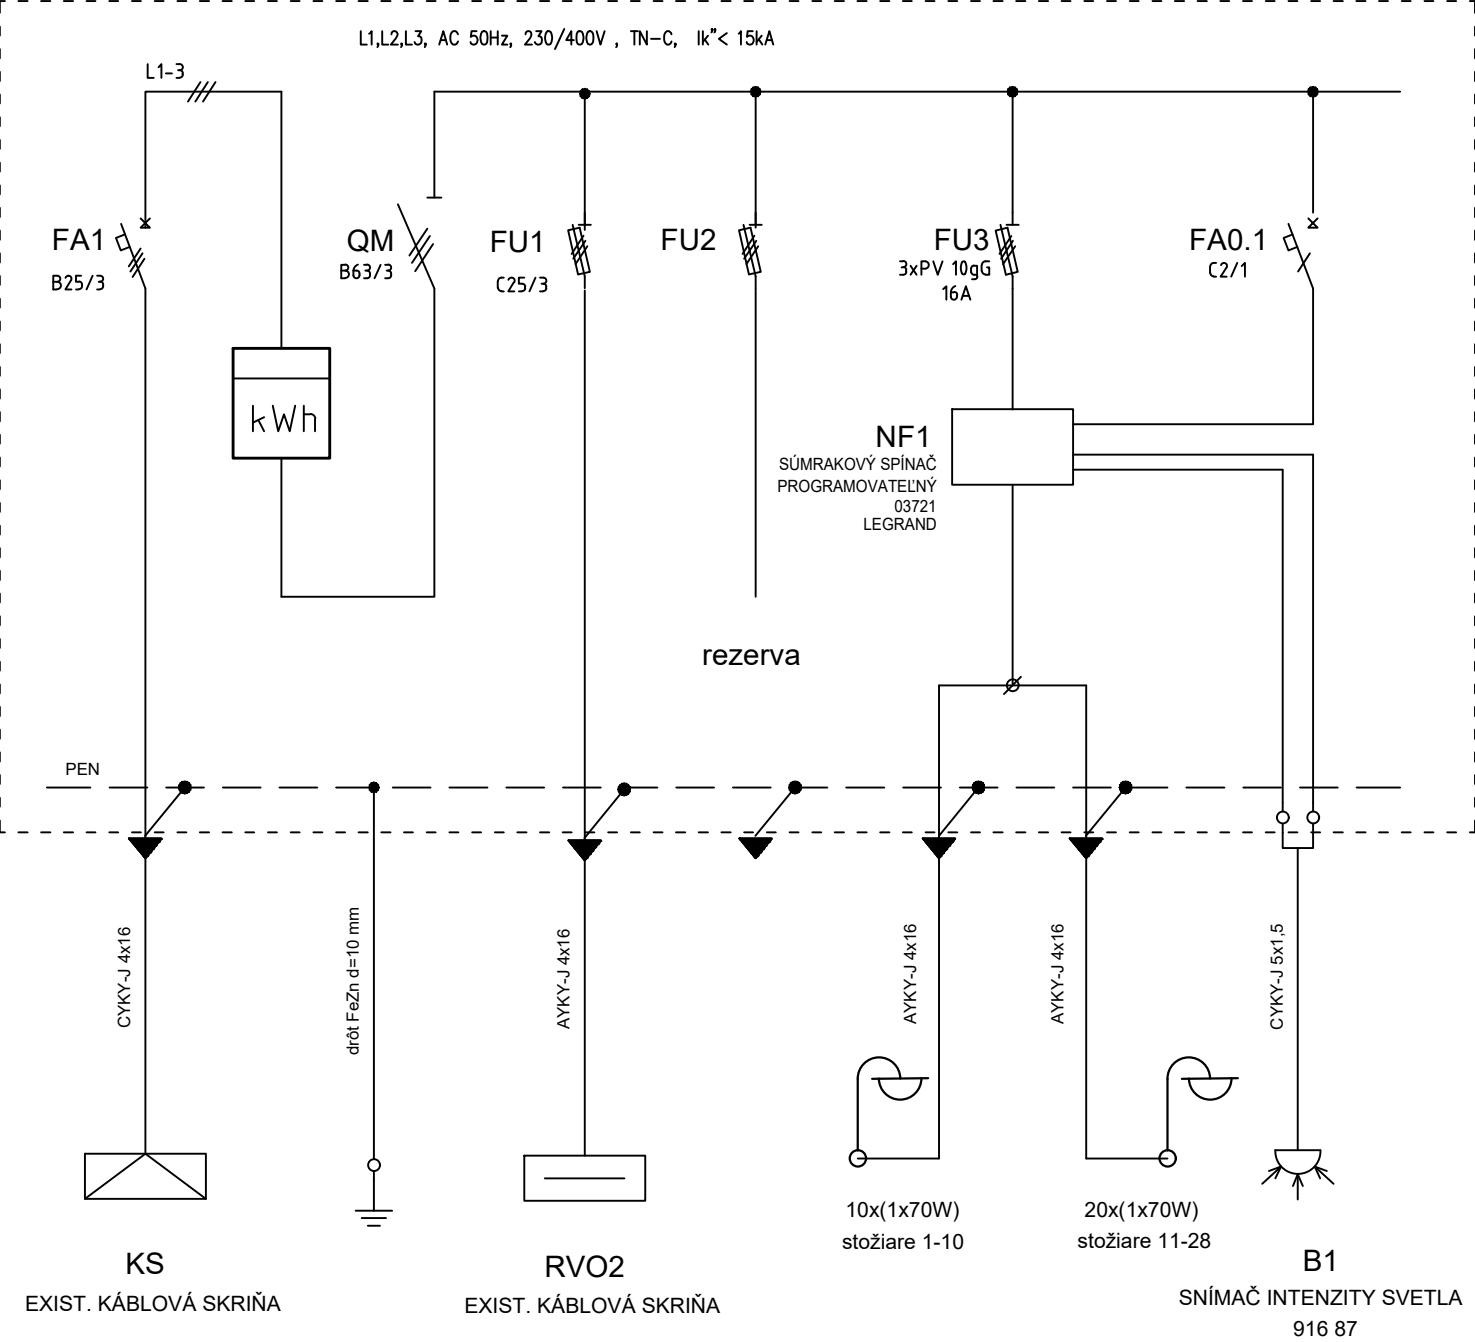 L1,L2,L3, AC 50Hz, 230/400V , TN-C, Ik"< 15kA
L1-3
FA1
B25/3
QM
B63/3
FU1
C25/3
FU2
FU3
3xPV 10gG
16A
FA0.1
C2/1
kWh
NF1
SÚMRAKOVÝ SPÍNAČ
PROGRAMOVATEĽNÝ
03721
LEGRAND
rezerva
PEN
CYKY-J 4x16
drôt FeZn d=10 mm
AYKY-J 4x16
AYKY-J 4x16
AYKY-J 4x16
CYKY-J 5x1,5
KS
EXIST. KÁBLOVÁ SKRIŇA
RVO2
EXIST. KÁBLOVÁ SKRIŇA
10x(1x70W)
stožiare 1-10
20x(1x70W)
stožiare 11-28
B1
SNÍMAČ INTENZITY SVETLA
916 87